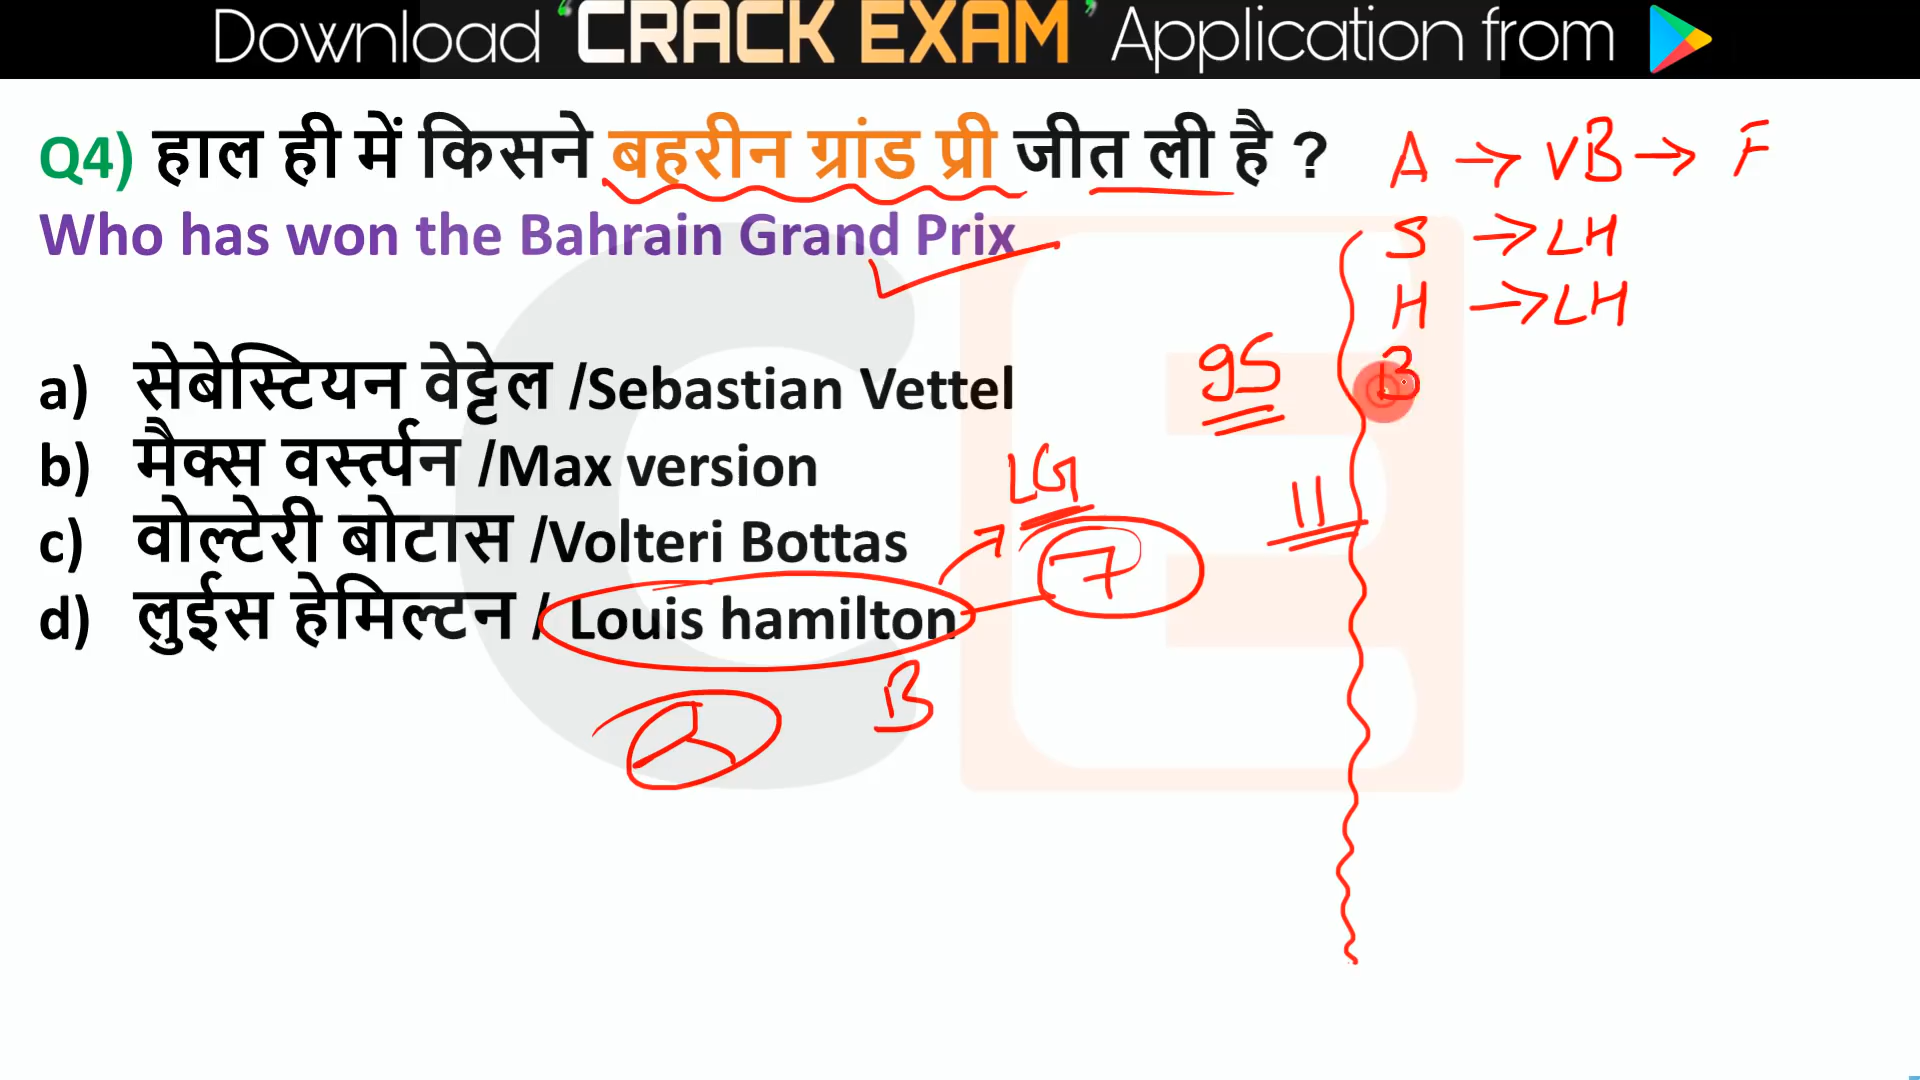 Download ‘CRACK EXAM’ Application from
Q4) हाल ही में किसने बहरीन ग्रांड प्री जीत ली है ?
Who has won the Bahrain Grand Prix
a) सेबेस्टियन वेट्टेल /Sebastian Vettel
b) मैक्स वर्स्त्पन /Max version
c) वोल्टेरी बोटास /Volteri Bottas
d) लुईस हेमिल्टन / Louis hamilton
A → VB → F
S → LH
H → LH
B
95
LG
11
7
B